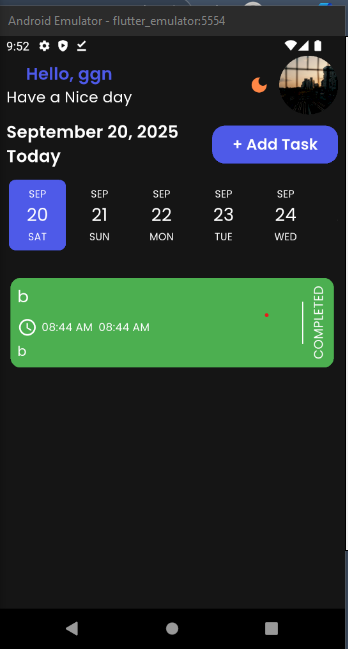 Android Emulator - flutter_emulator:5554
9:52
Hello, ggn
Have a Nice day
September 20, 2025
Today
+ Add Task
SEP SEP SEP SEP SEP
20 21 22 23 24
SAT SUN MON TUE WED
b
08:44 AM 08:44 AM
b
COMPLETED